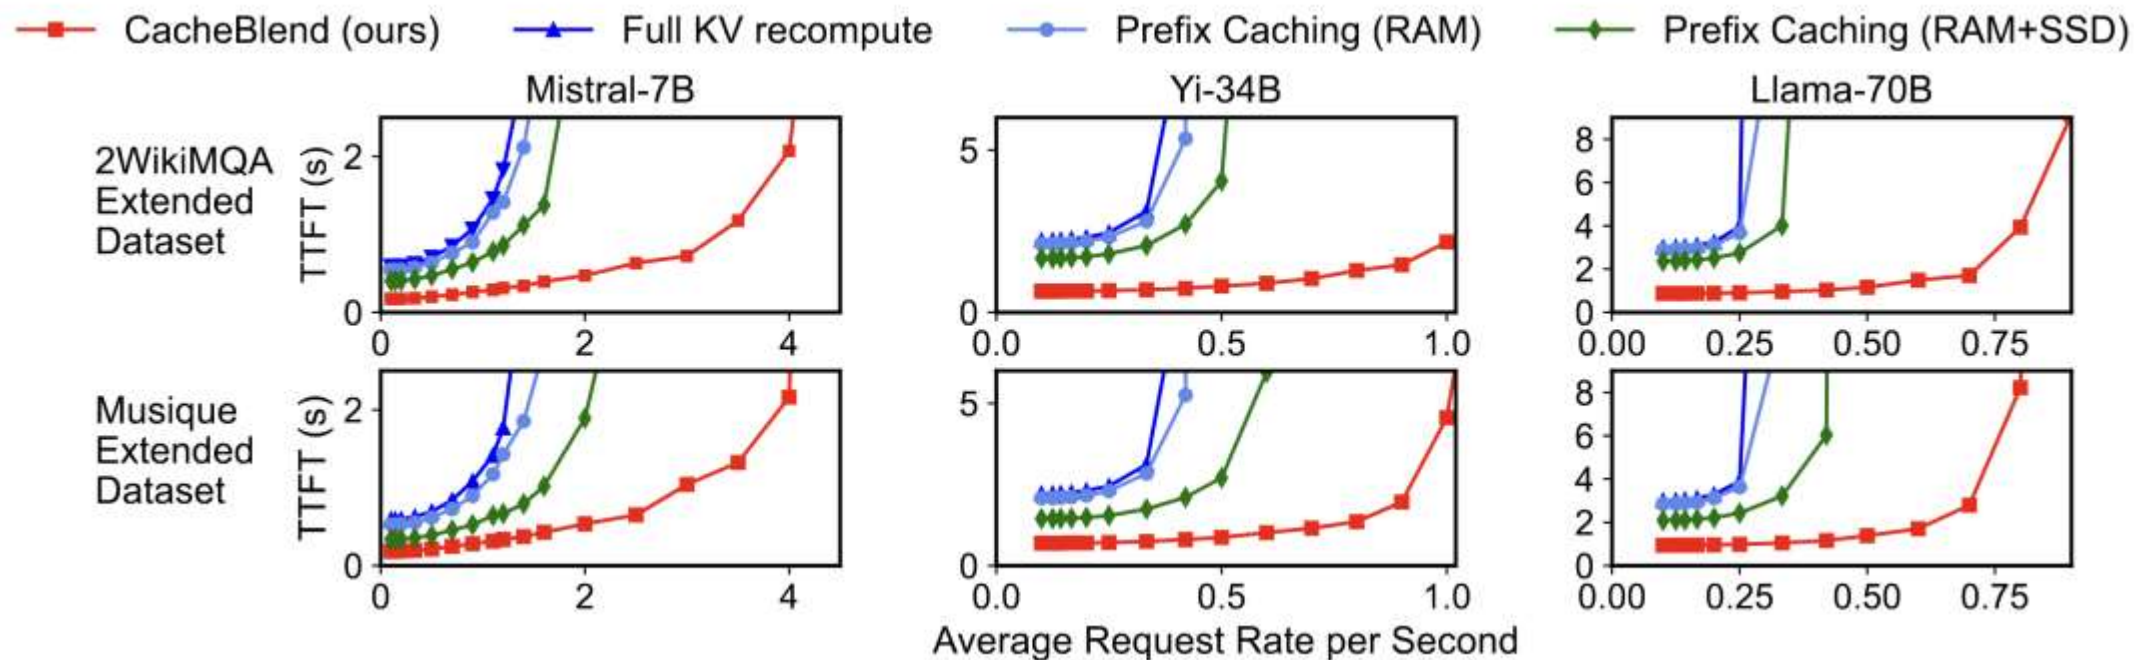 CacheBlend (ours) Full KV recompute Prefix Caching (RAM) Prefix Caching (RAM+SSD)
Mistral-7B Yi-34B Llama-70B
2WikiMQA
Extended
Dataset
TTFT (s)
2
0
0 2 4
5
0
0.0 0.5 1.0
8
6
4
2
0
0.00 0.25 0.50 0.75
Musique
Extended
Dataset
TTFT (s)
2
0
0 2 4
5
0
0.0 0.5 1.0
8
6
4
2
0
0.00 0.25 0.50 0.75
Average Request Rate per Second